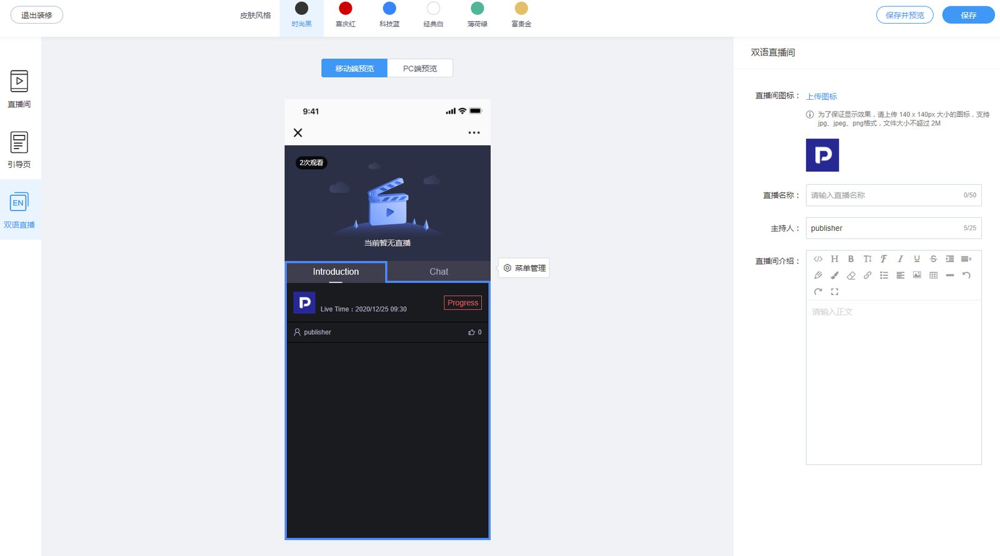 退出装修
皮肤风格
时尚黑
喜庆红
科技蓝
经典白
薄荷绿
富贵金
保存并预览
保存
直播间
引导页
EN
双语直播
移动端预览
PC端预览
9:41
2次观看
当前暂无直播
Introduction
Chat
菜单管理
Live Time：2020/12/25 09:30
Progress
publisher
0
双语直播间
直播间图标：
上传图标
为了保证显示效果，请上传 140 x 140px 大小的图标，支持
jpg、jpeg、png格式，文件大小不超过 2M
直播名称：
请输入直播名称
0/50
主持人：
publisher
5/25
直播间介绍：
请输入正文